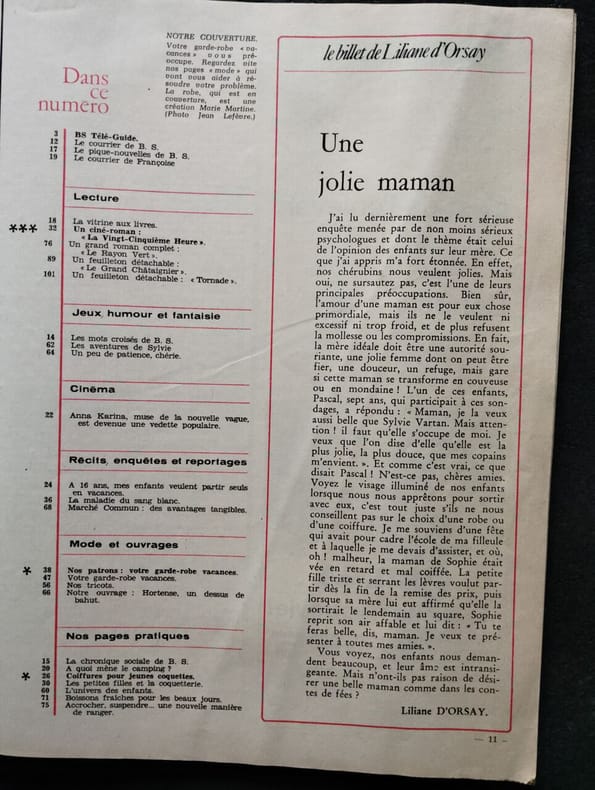 Dans
ce
numéro
NOTRE COUVERTURE.
Votre garde-robe « va-
cances » vous pré-
occupe. Regardez vite
nos pages « mode » qui
vont vous aider à ré-
soudre votre problème.
La robe, qui est en
couverture, est une
création Marie Martine.
(Photo Jean Lefèvre.)
3 BS Télé-Guide.
12 Le courrier de B. S.
17 Le pique-nouvelles de B. S.
19 Le courrier de Françoise
Lecture
18 La vitrine aux livres.
*** 32 Un ciné-roman :
« La Vingt-Cinquième Heure ».
76 Un grand roman complet :
« Le Rayon Vert ».
89 Un feuilleton détachable :
« Le Grand Châtaignier ».
101 Un feuilleton détachable : « Tornade ».
Jeux, humour et fantaisie
14 Les mots croisés de B. S.
62 Les aventures de Sylvie
64 Un peu de patience, chérie.
Cinéma
22 Anna Karina, muse de la nouvelle vague,
est devenue une vedette populaire.
Récits, enquêtes et reportages
24 A 16 ans, mes enfants veulent partir seuls
en vacances.
36 La maladie du sang blanc.
68 Marché Commun : des avantages tangibles.
Mode et ouvrages
* 38 Nos patrons : votre garde-robe vacances.
47 Votre garde-robe vacances.
56 Nos tricots.
66 Notre ouvrage : Hortense, un dessus de
bahut.
Nos pages pratiques
15 La chronique sociale de B. S.
20 A quoi mène le camping ?
* 26 Coiffures pour jeunes coquettes.
30 Les petites filles et la coquetterie.
60 L'univers des enfants.
71 Boissons fraîches pour les beaux jours.
75 Accrocher, suspendre... une nouvelle manière
de ranger.
le billet de Liliane d'Orsay
Une
jolie maman
J'ai lu dernièrement une fort sérieuse
enquête menée par de non moins sérieux
psychologues et dont le thème était celui
de l'opinion des enfants sur leur mère. Ce
que j'ai appris m'a fort étonnée. En effet,
nos chérubins nous veulent jolies. Mais
oui, ne sursautez pas, c'est l'une de leurs
principales préoccupations. Bien sûr,
l'amour d'une maman est pour eux chose
primordiale, mais ils ne le veulent ni
excessif ni trop froid, et de plus refusent
la mollesse ou les compromissions. En fait,
la mère idéale doit être une autorité sou-
riante, une jolie femme dont on peut être
fier, une douceur, un refuge, mais gare
si cette maman se transforme en couveuse
ou en mondaine ! L'un de ces enfants,
Pascal, sept ans, qui participait à ces son-
dages, a répondu : « Maman, je la veux
aussi belle que Sylvie Vartan. Mais atten-
tion ! il faut qu'elle s'occupe de moi. Je
veux que l'on dise d'elle qu'elle est la
plus jolie, la plus douce, que mes copains
m'envient. ». Et comme c'est vrai, ce que
disait Pascal ! N'est-ce pas, chères amies.
Voyez le visage illuminé de nos enfants
lorsque nous nous apprêtons pour sortir
avec eux, c'est tout juste s'ils ne nous
conseillent pas sur le choix d'une robe ou
d'une coiffure. Je me souviens d'une fête
qui avait pour cadre l'école de ma filleule
et à laquelle je me devais d'assister, et où,
oh ! malheur, la maman de Sophie était arri-
vée en retard et mal coiffée. La petite
fille triste et serrant les lèvres voulut par-
tir dès la fin de la remise des prix, puis
lorsque sa mère lui eut affirmé qu'elle la
sortirait le lendemain au square, Sophie
reprit son air affable et lui dit : « Tu te
feras belle, dis, maman. Je veux te pré-
senter à toutes mes amies. ».
Vous voyez, nos enfants nous deman-
dent beaucoup, et leur âme est intransi-
geante. Mais n'ont-ils pas raison de dési-
rer une belle maman comme dans les con-
tes de fées ?
Liliane D'ORSAY.
— 11 —